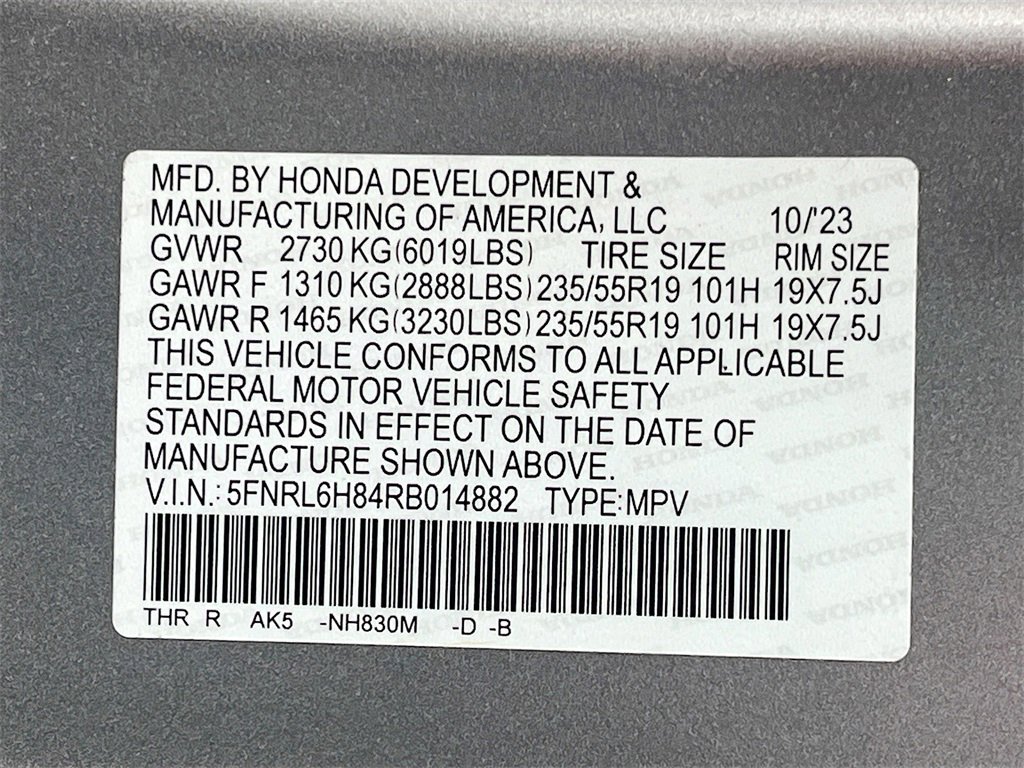 MFD. BY HONDA DEVELOPMENT &
MANUFACTURING OF AMERICA, LLC 10/'23
GVWR 2730 KG(6019LBS) TIRE SIZE RIM SIZE
GAWR F 1310 KG(2888LBS) 235/55R19 101H 19X7.5J
GAWR R 1465 KG(3230LBS) 235/55R19 101H 19X7.5J
THIS VEHICLE CONFORMS TO ALL APPLICABLE
FEDERAL MOTOR VEHICLE SAFETY
STANDARDS IN EFFECT ON THE DATE OF
MANUFACTURE SHOWN ABOVE.
V.I.N.: 5FNRL6H84RB014882 TYPE:MPV
THR R AK5 -NH830M -D -B